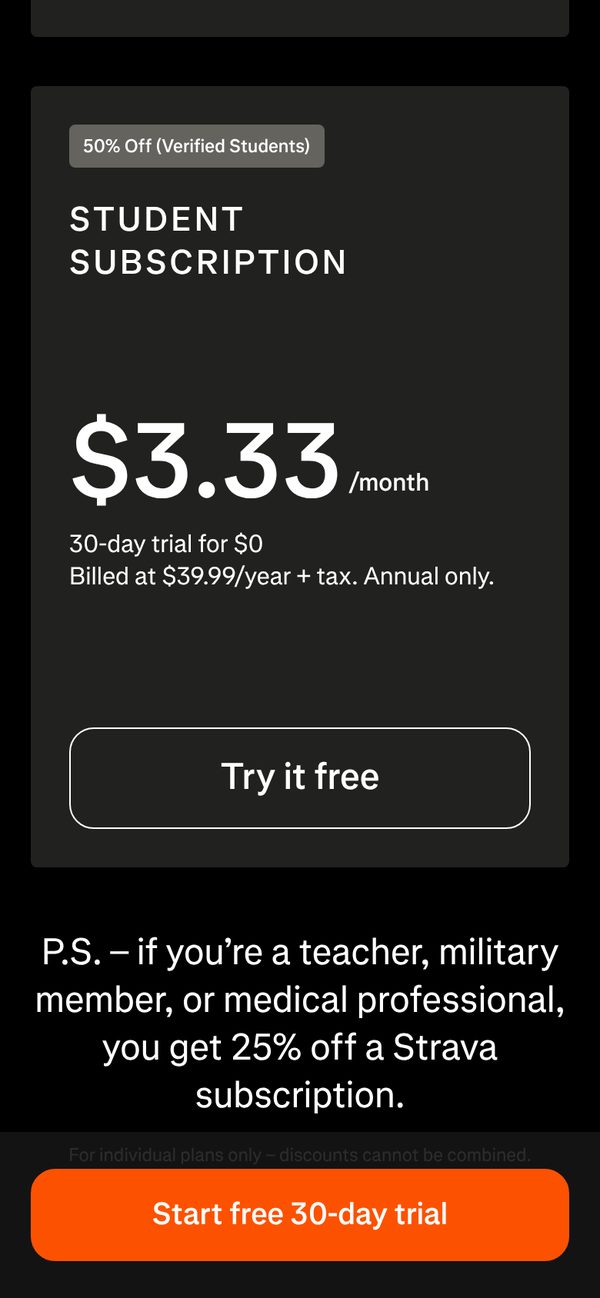 50% Off (Verified Students)
STUDENT
SUBSCRIPTION
$3.33 /month
30-day trial for $0
Billed at $39.99/year + tax. Annual only.
Try it free
P.S. – if you’re a teacher, military
member, or medical professional,
you get 25% off a Strava
subscription.
For individual plans only – discounts cannot be combined.
Start free 30-day trial